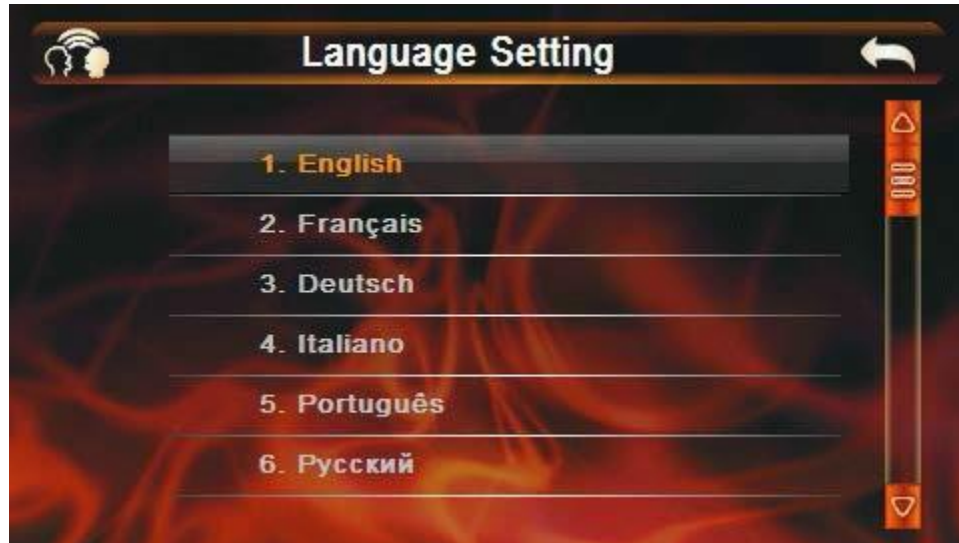 Language Setting
1. English
2. Français
3. Deutsch
4. Italiano
5. Português
6. Русский